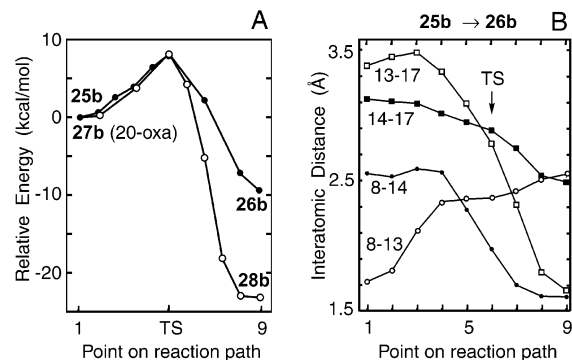 A
Relative Energy (kcal/mol)
10
0
-10
-20
25b
27b (20-oxa)
26b
28b
1
TS
9
Point on reaction path
25b → 26b
B
Interatomic Distance (Å)
3.5
2.5
1.5
13-17
TS
14-17
8-14
8-13
1
5
9
Point on reaction path